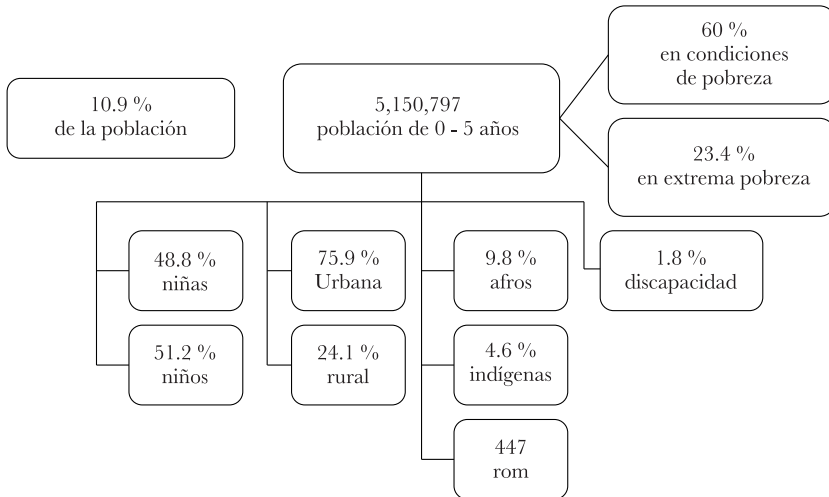 60 %
en condiciones
de pobreza
10.9 %
de la población
5,150,797
población de 0 - 5 años
23.4 %
en extrema pobreza
48.8 %
niñas
75.9 %
Urbana
9.8 %
afros
1.8 %
discapacidad
51.2 %
niños
24.1 %
rural
4.6 %
indígenas
447
rom